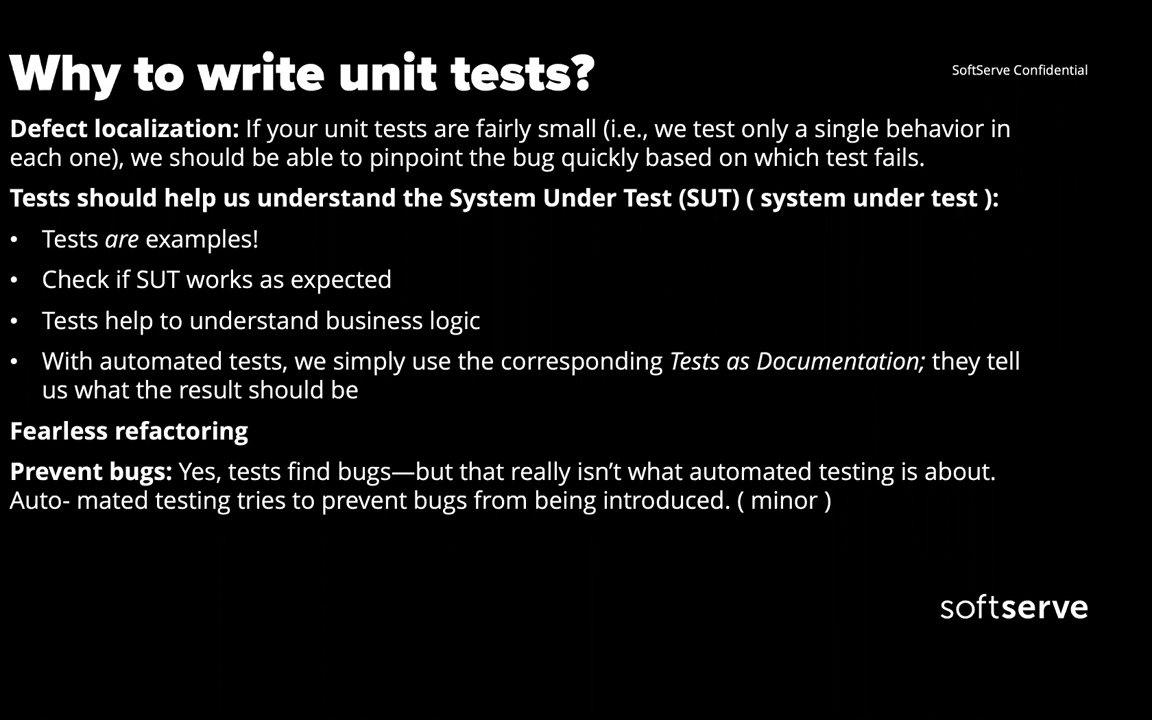 Why to write unit tests?
SoftServe Confidential
Defect localization: If your unit tests are fairly small (i.e., we test only a single behavior in
each one), we should be able to pinpoint the bug quickly based on which test fails.
Tests should help us understand the System Under Test (SUT) ( system under test ):
• Tests are examples!
• Check if SUT works as expected
• Tests help to understand business logic
• With automated tests, we simply use the corresponding Tests as Documentation; they tell
us what the result should be
Fearless refactoring
Prevent bugs: Yes, tests find bugs—but that really isn’t what automated testing is about.
Auto- mated testing tries to prevent bugs from being introduced. ( minor )
softserve